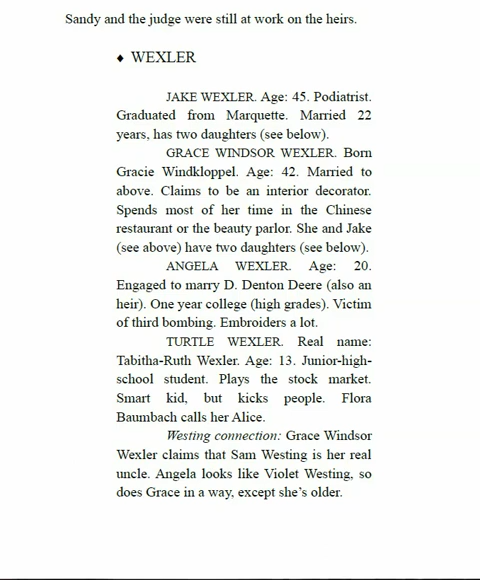 Sandy and the judge were still at work on the heirs.
♦ WEXLER
JAKE WEXLER. Age: 45. Podiatrist.
Graduated from Marquette. Married 22
years, has two daughters (see below).
GRACE WINDSOR WEXLER. Born
Gracie Windkloppel. Age: 42. Married to
above. Claims to be an interior decorator.
Spends most of her time in the Chinese
restaurant or the beauty parlor. She and Jake
(see above) have two daughters (see below).
ANGELA WEXLER. Age: 20.
Engaged to marry D. Denton Deere (also an
heir). One year college (high grades). Victim
of third bombing. Embroiders a lot.
TURTLE WEXLER. Real name:
Tabitha-Ruth Wexler. Age: 13. Junior-high-
school student. Plays the stock market.
Smart kid, but kicks people. Flora
Baumbach calls her Alice.
Westing connection: Grace Windsor
Wexler claims that Sam Westing is her real
uncle. Angela looks like Violet Westing, so
does Grace in a way, except she's older.